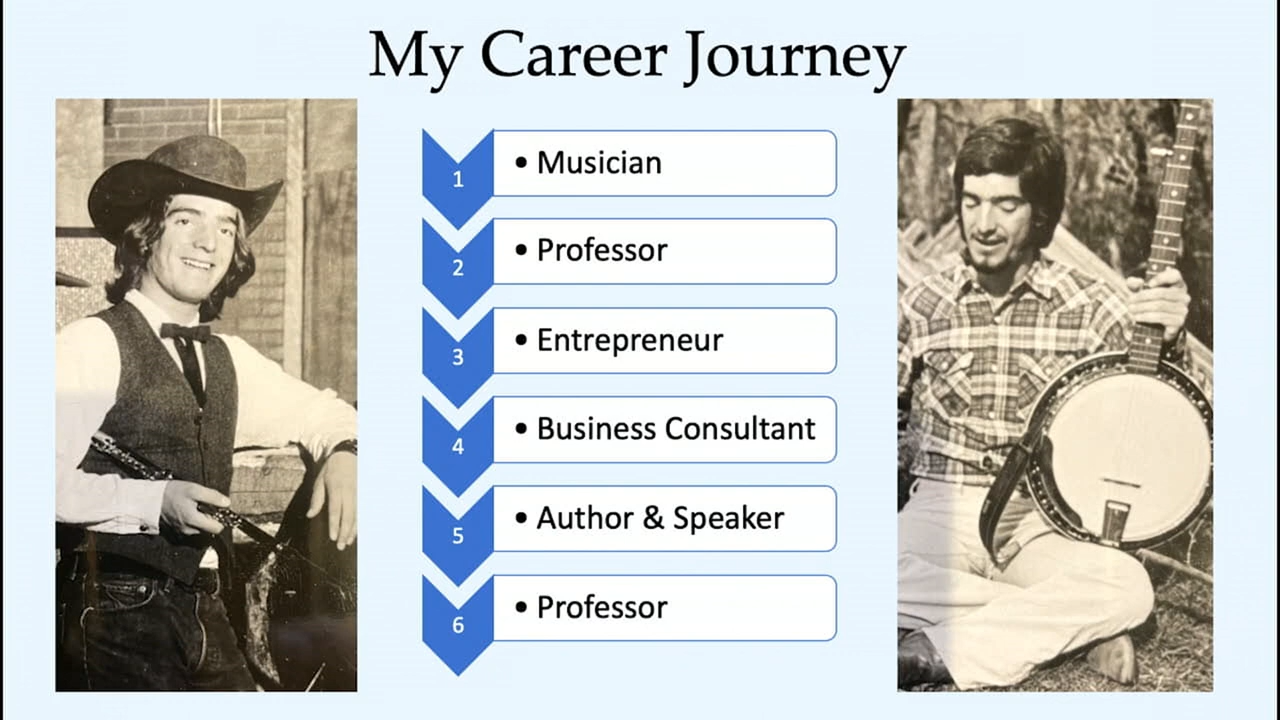 My Career Journey
1
• Musician
2
• Professor
3
• Entrepreneur
4
• Business Consultant
5
• Author & Speaker
6
• Professor